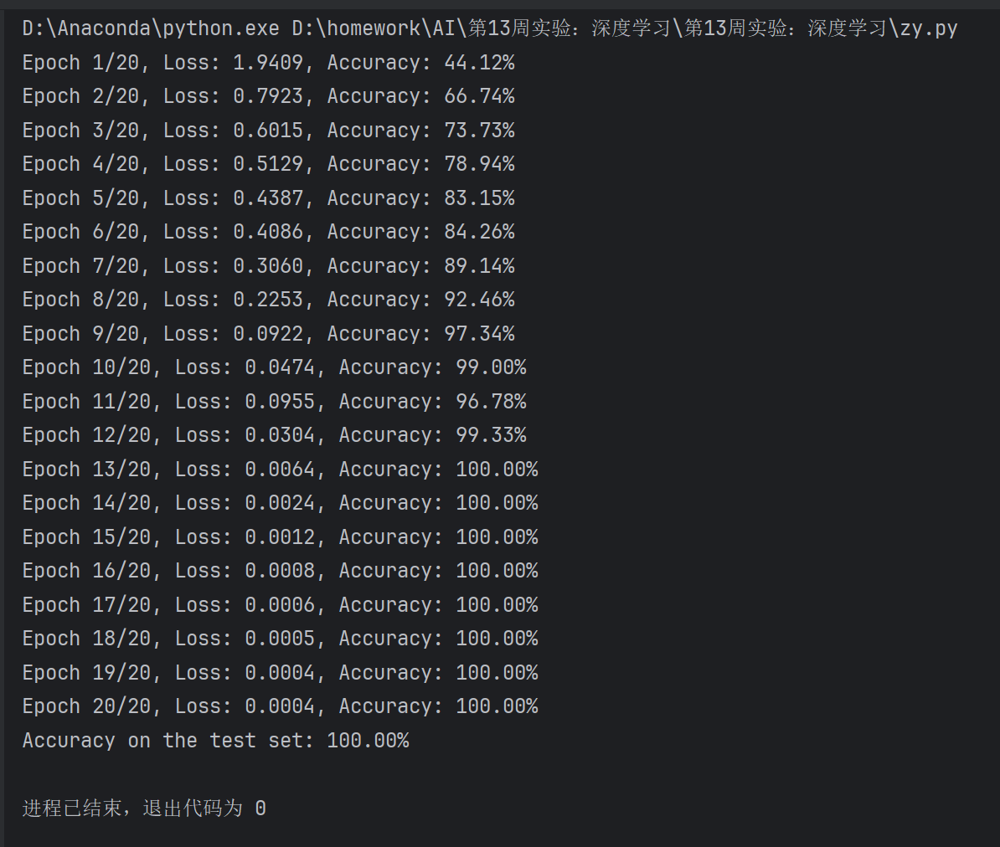 D:\Anaconda\python.exe D:\homework\AI\第13周实验：深度学习\第13周实验：深度学习\zy.py
Epoch 1/20, Loss: 1.9409, Accuracy: 44.12%
Epoch 2/20, Loss: 0.7923, Accuracy: 66.74%
Epoch 3/20, Loss: 0.6015, Accuracy: 73.73%
Epoch 4/20, Loss: 0.5129, Accuracy: 78.94%
Epoch 5/20, Loss: 0.4387, Accuracy: 83.15%
Epoch 6/20, Loss: 0.4086, Accuracy: 84.26%
Epoch 7/20, Loss: 0.3060, Accuracy: 89.14%
Epoch 8/20, Loss: 0.2253, Accuracy: 92.46%
Epoch 9/20, Loss: 0.0922, Accuracy: 97.34%
Epoch 10/20, Loss: 0.0474, Accuracy: 99.00%
Epoch 11/20, Loss: 0.0955, Accuracy: 96.78%
Epoch 12/20, Loss: 0.0304, Accuracy: 99.33%
Epoch 13/20, Loss: 0.0064, Accuracy: 100.00%
Epoch 14/20, Loss: 0.0024, Accuracy: 100.00%
Epoch 15/20, Loss: 0.0012, Accuracy: 100.00%
Epoch 16/20, Loss: 0.0008, Accuracy: 100.00%
Epoch 17/20, Loss: 0.0006, Accuracy: 100.00%
Epoch 18/20, Loss: 0.0005, Accuracy: 100.00%
Epoch 19/20, Loss: 0.0004, Accuracy: 100.00%
Epoch 20/20, Loss: 0.0004, Accuracy: 100.00%
Accuracy on the test set: 100.00%
进程已结束，退出代码为 0